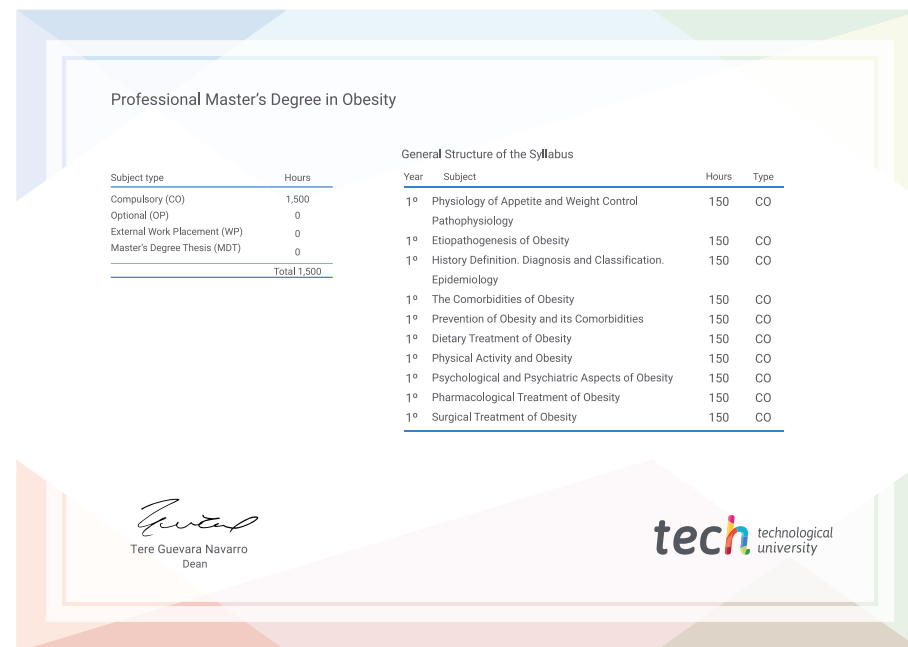 Professional Master's Degree in Obesity
Subject type Hours
Compulsory (CO) 1,500
Optional (OP) 0
External Work Placement (WP) 0
Master's Degree Thesis (MDT) 0
Total 1,500
General Structure of the Syllabus
Year Subject Hours Type
1º Physiology of Appetite and Weight Control 150 CO
Pathophysiology
1º Etiopathogenesis of Obesity 150 CO
1º History Definition. Diagnosis and Classification. 150 CO
Epidemiology
1º The Comorbidities of Obesity 150 CO
1º Prevention of Obesity and its Comorbidities 150 CO
1º Dietary Treatment of Obesity 150 CO
1º Physical Activity and Obesity 150 CO
1º Psychological and Psychiatric Aspects of Obesity 150 CO
1º Pharmacological Treatment of Obesity 150 CO
1º Surgical Treatment of Obesity 150 CO
Tere Guevara Navarro
Dean
tech technological
university